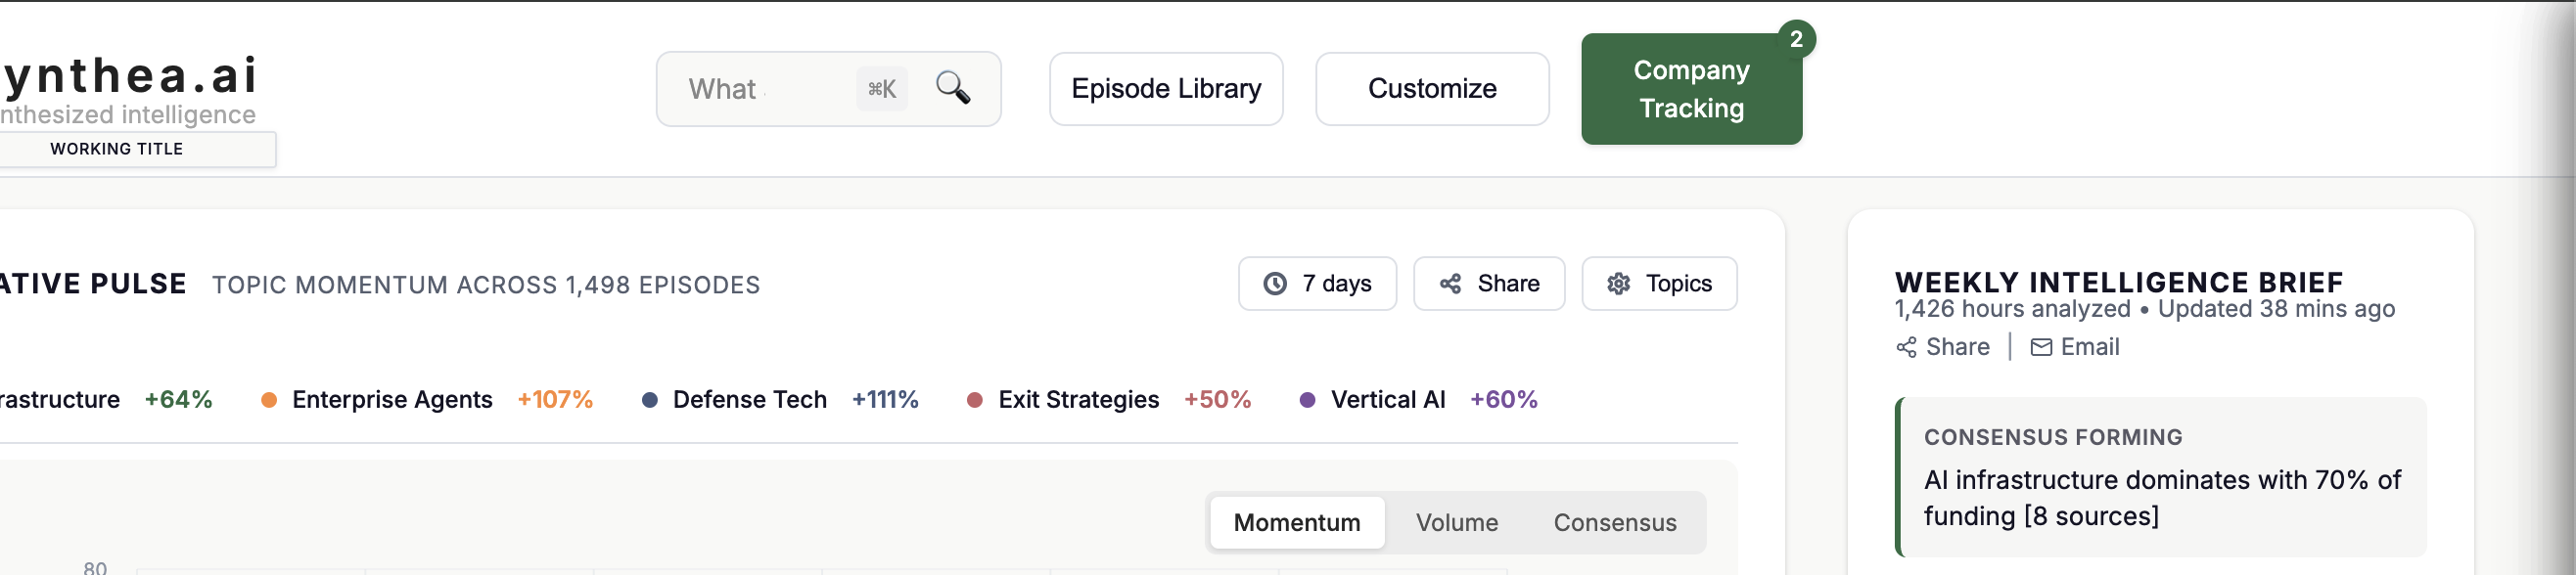 ynthea.ai
nthesized intelligence
WORKING TITLE
What
⌘K
Episode Library
Customize
Company
Tracking
2
ATIVE PULSE TOPIC MOMENTUM ACROSS 1,498 EPISODES
7 days
Share
Topics
rastructure +64%
Enterprise Agents +107%
Defense Tech +111%
Exit Strategies +50%
Vertical AI +60%
Momentum
Volume
Consensus
80
WEEKLY INTELLIGENCE BRIEF
1,426 hours analyzed • Updated 38 mins ago
Share | Email
CONSENSUS FORMING
AI infrastructure dominates with 70% of
funding [8 sources]